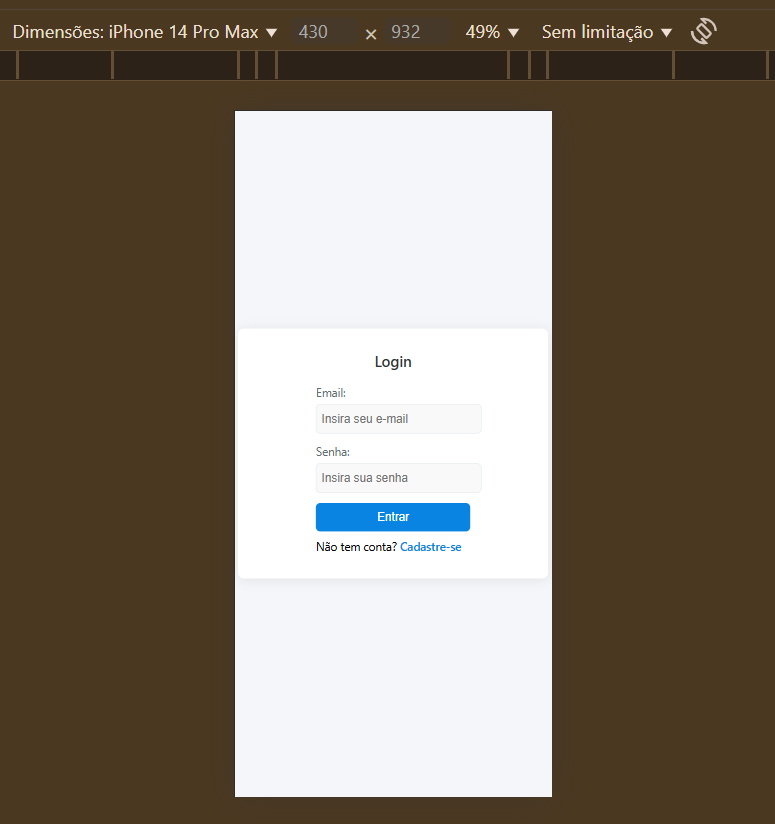 Dimensões: iPhone 14 Pro Max ▼ 430 × 932 49% ▼ Sem limitação ▼
Login
Email:
Insira seu e-mail
Senha:
Insira sua senha
Entrar
Não tem conta? Cadastre-se